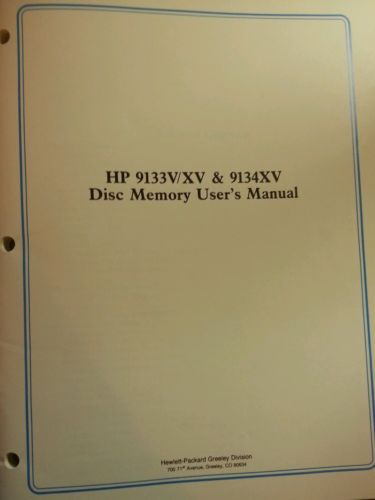 HP 9133V/XV & 9134XV
Disc Memory User's Manual
Hewlett-Packard Greeley Division
700 71st Avenue, Greeley, CO 80634